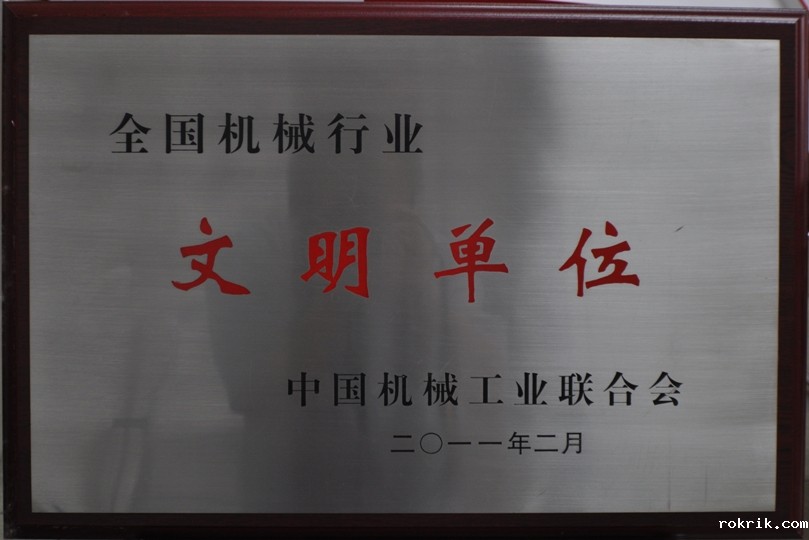 全国机械行业
文明单位
中国机械工业联合会
二〇一一年二月
rokrik.com